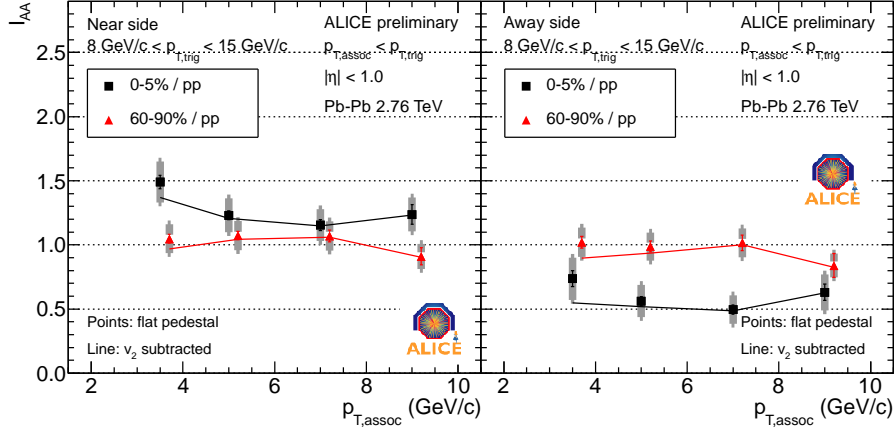 I_AA
Near side
8 GeV/c < p_T,trig < 15 GeV/c
ALICE preliminary
p_T,assoc < p_T,trig
|η| < 1.0
Pb-Pb 2.76 TeV
0-5% / pp
60-90% / pp
Points: flat pedestal
Line: v_2 subtracted
ALICE
0.0
0.5
1.0
1.5
2.0
2.5
2 4 6 8 10
p_T,assoc (GeV/c)
Away side
8 GeV/c < p_T,trig < 15 GeV/c
ALICE preliminary
p_T,assoc < p_T,trig
|η| < 1.0
Pb-Pb 2.76 TeV
0-5% / pp
60-90% / pp
ALICE
Points: flat pedestal
Line: v_2 subtracted
2 4 6 8 10
p_T,assoc (GeV/c)